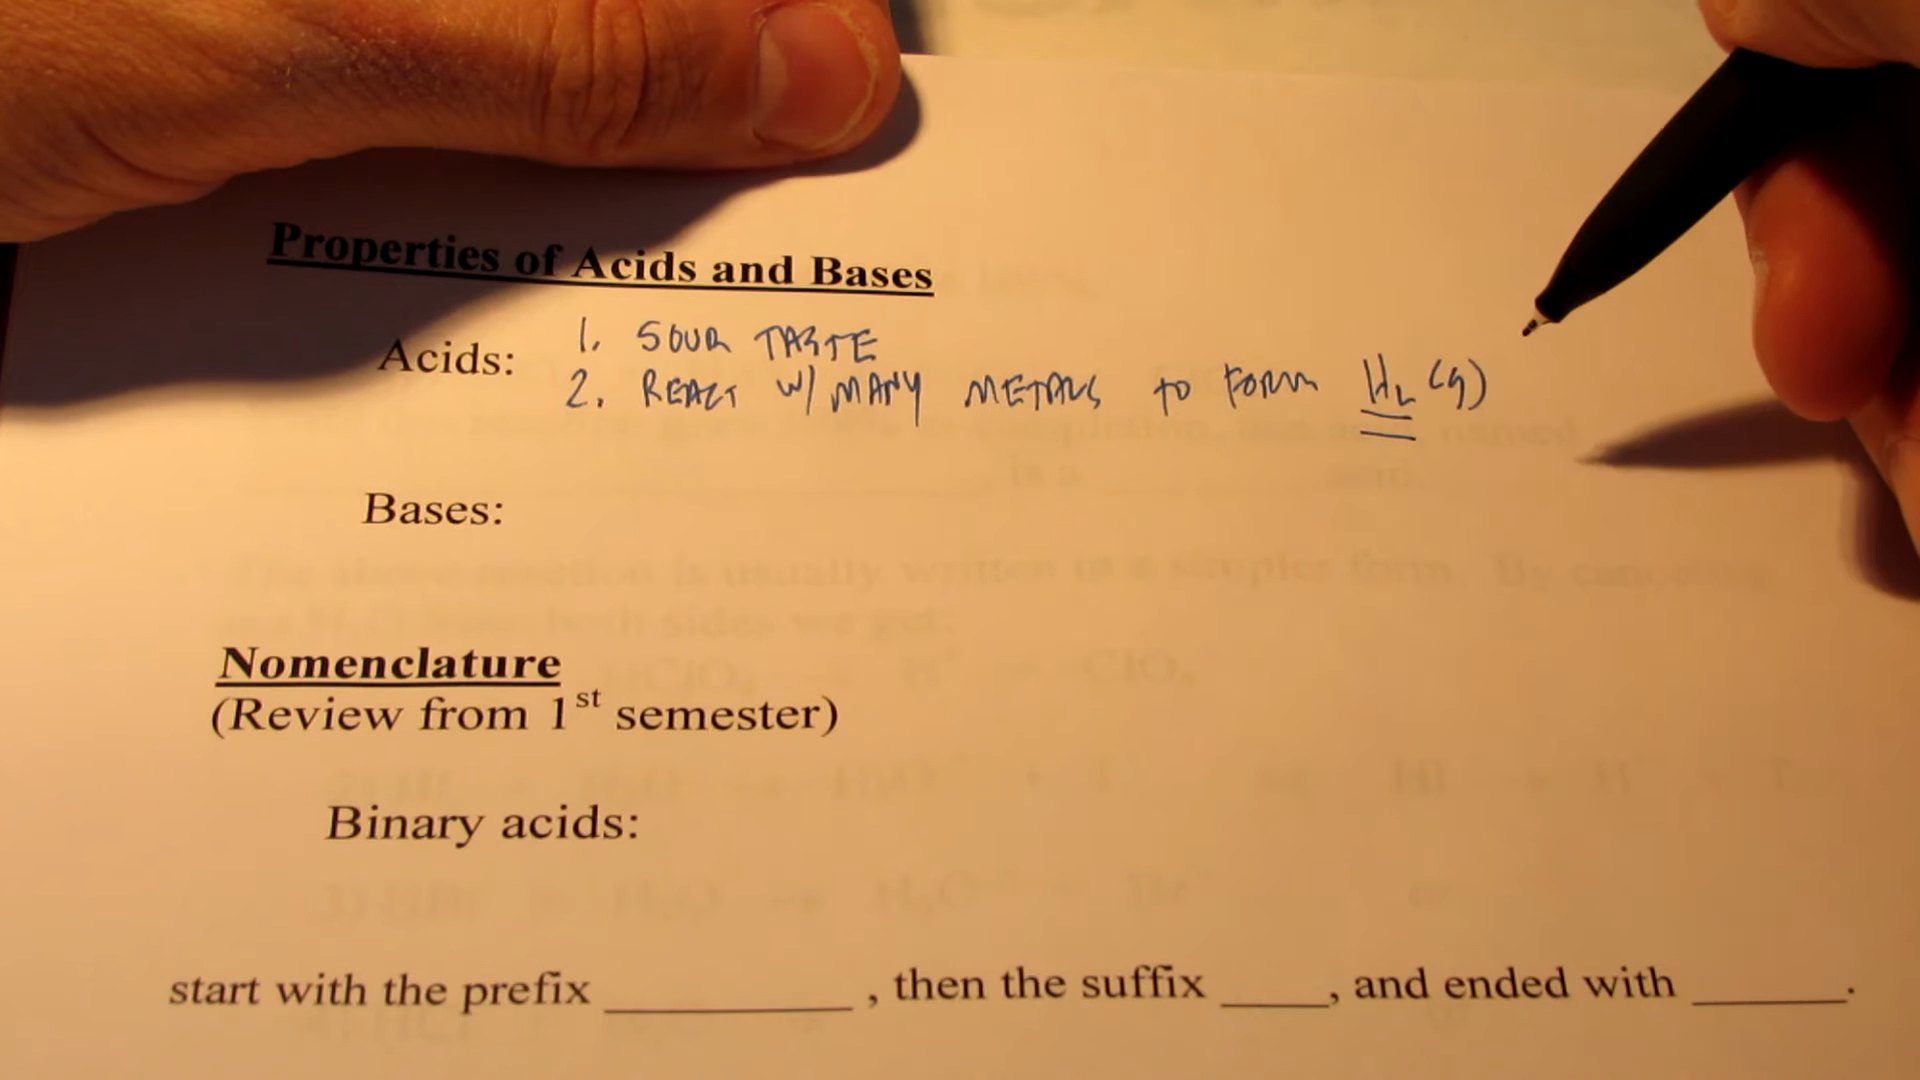 Properties of Acids and Bases
Acids: 1. SOUR TASTE
2. REACT W/ MANY METALS TO FORM H₂ (g)
Bases:
Nomenclature
(Review from 1st semester)
Binary acids:
start with the prefix ________ , then the suffix ____, and ended with ______.